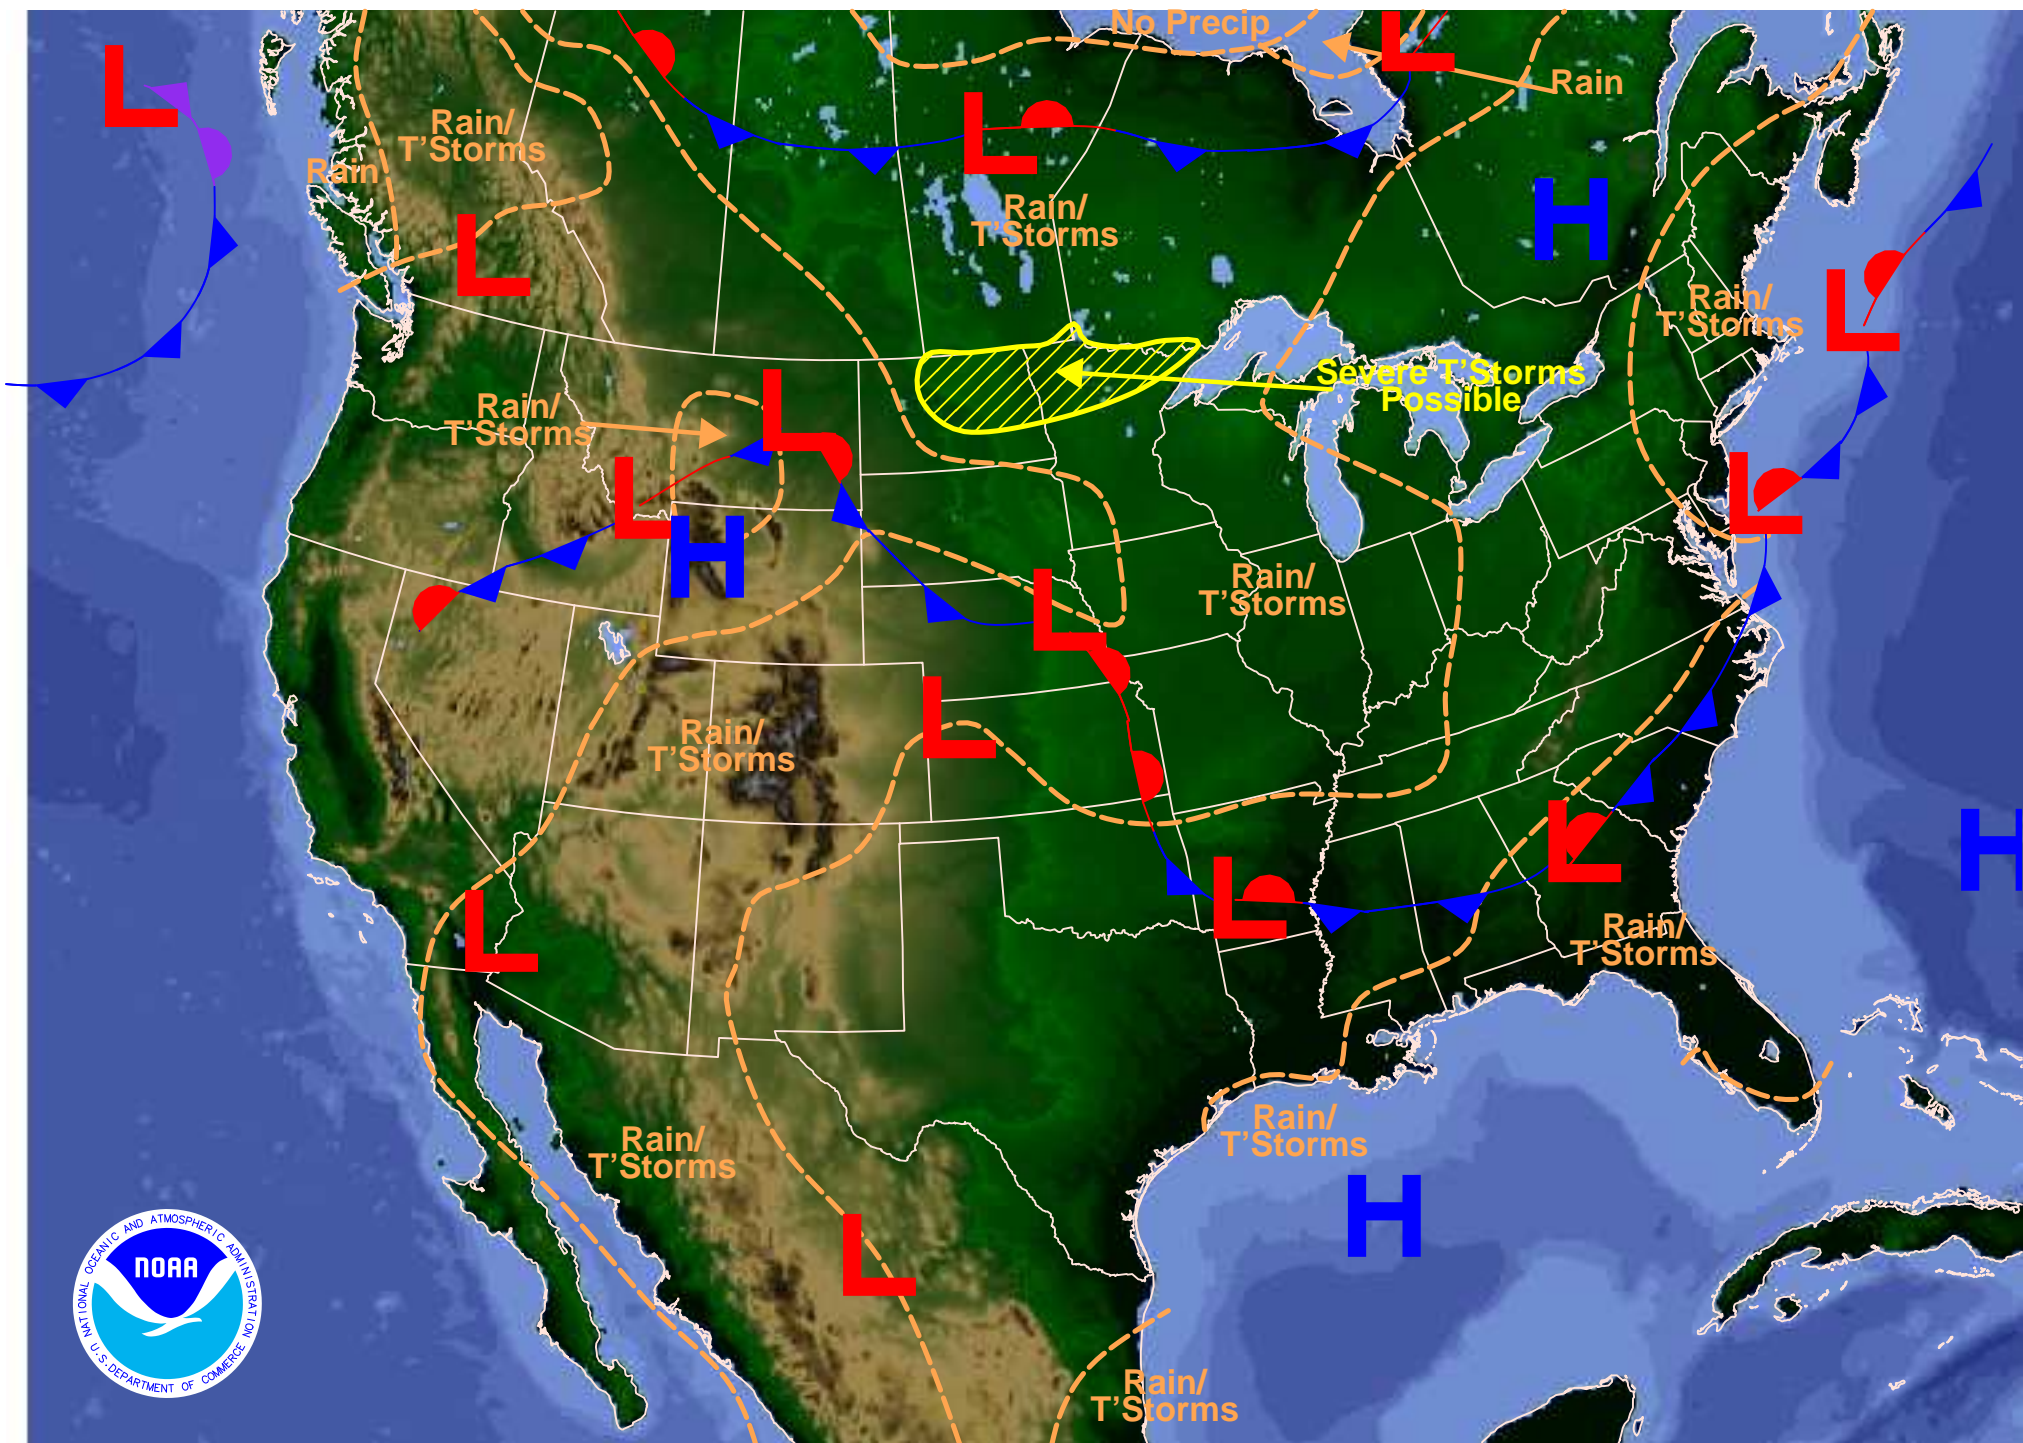 No Precip
L
L
Rain
L
Rain/
T'Storms
Rain
H
Rain/
T'Storms
L
L
Rain/
T'Storms
Severe T'Storms
Possible
L
Rain/
T'Storms
L
L
H
L
Rain/
T'Storms
L
Rain/
T'Storms
L
L
H
L
L
Rain/
T'Storms
Rain/
T'Storms
Rain/
T'Storms
H
L
Rain/
T'Storms
NATIONAL OCEANIC AND ATMOSPHERIC ADMINISTRATION
NOAA
U.S. DEPARTMENT OF COMMERCE